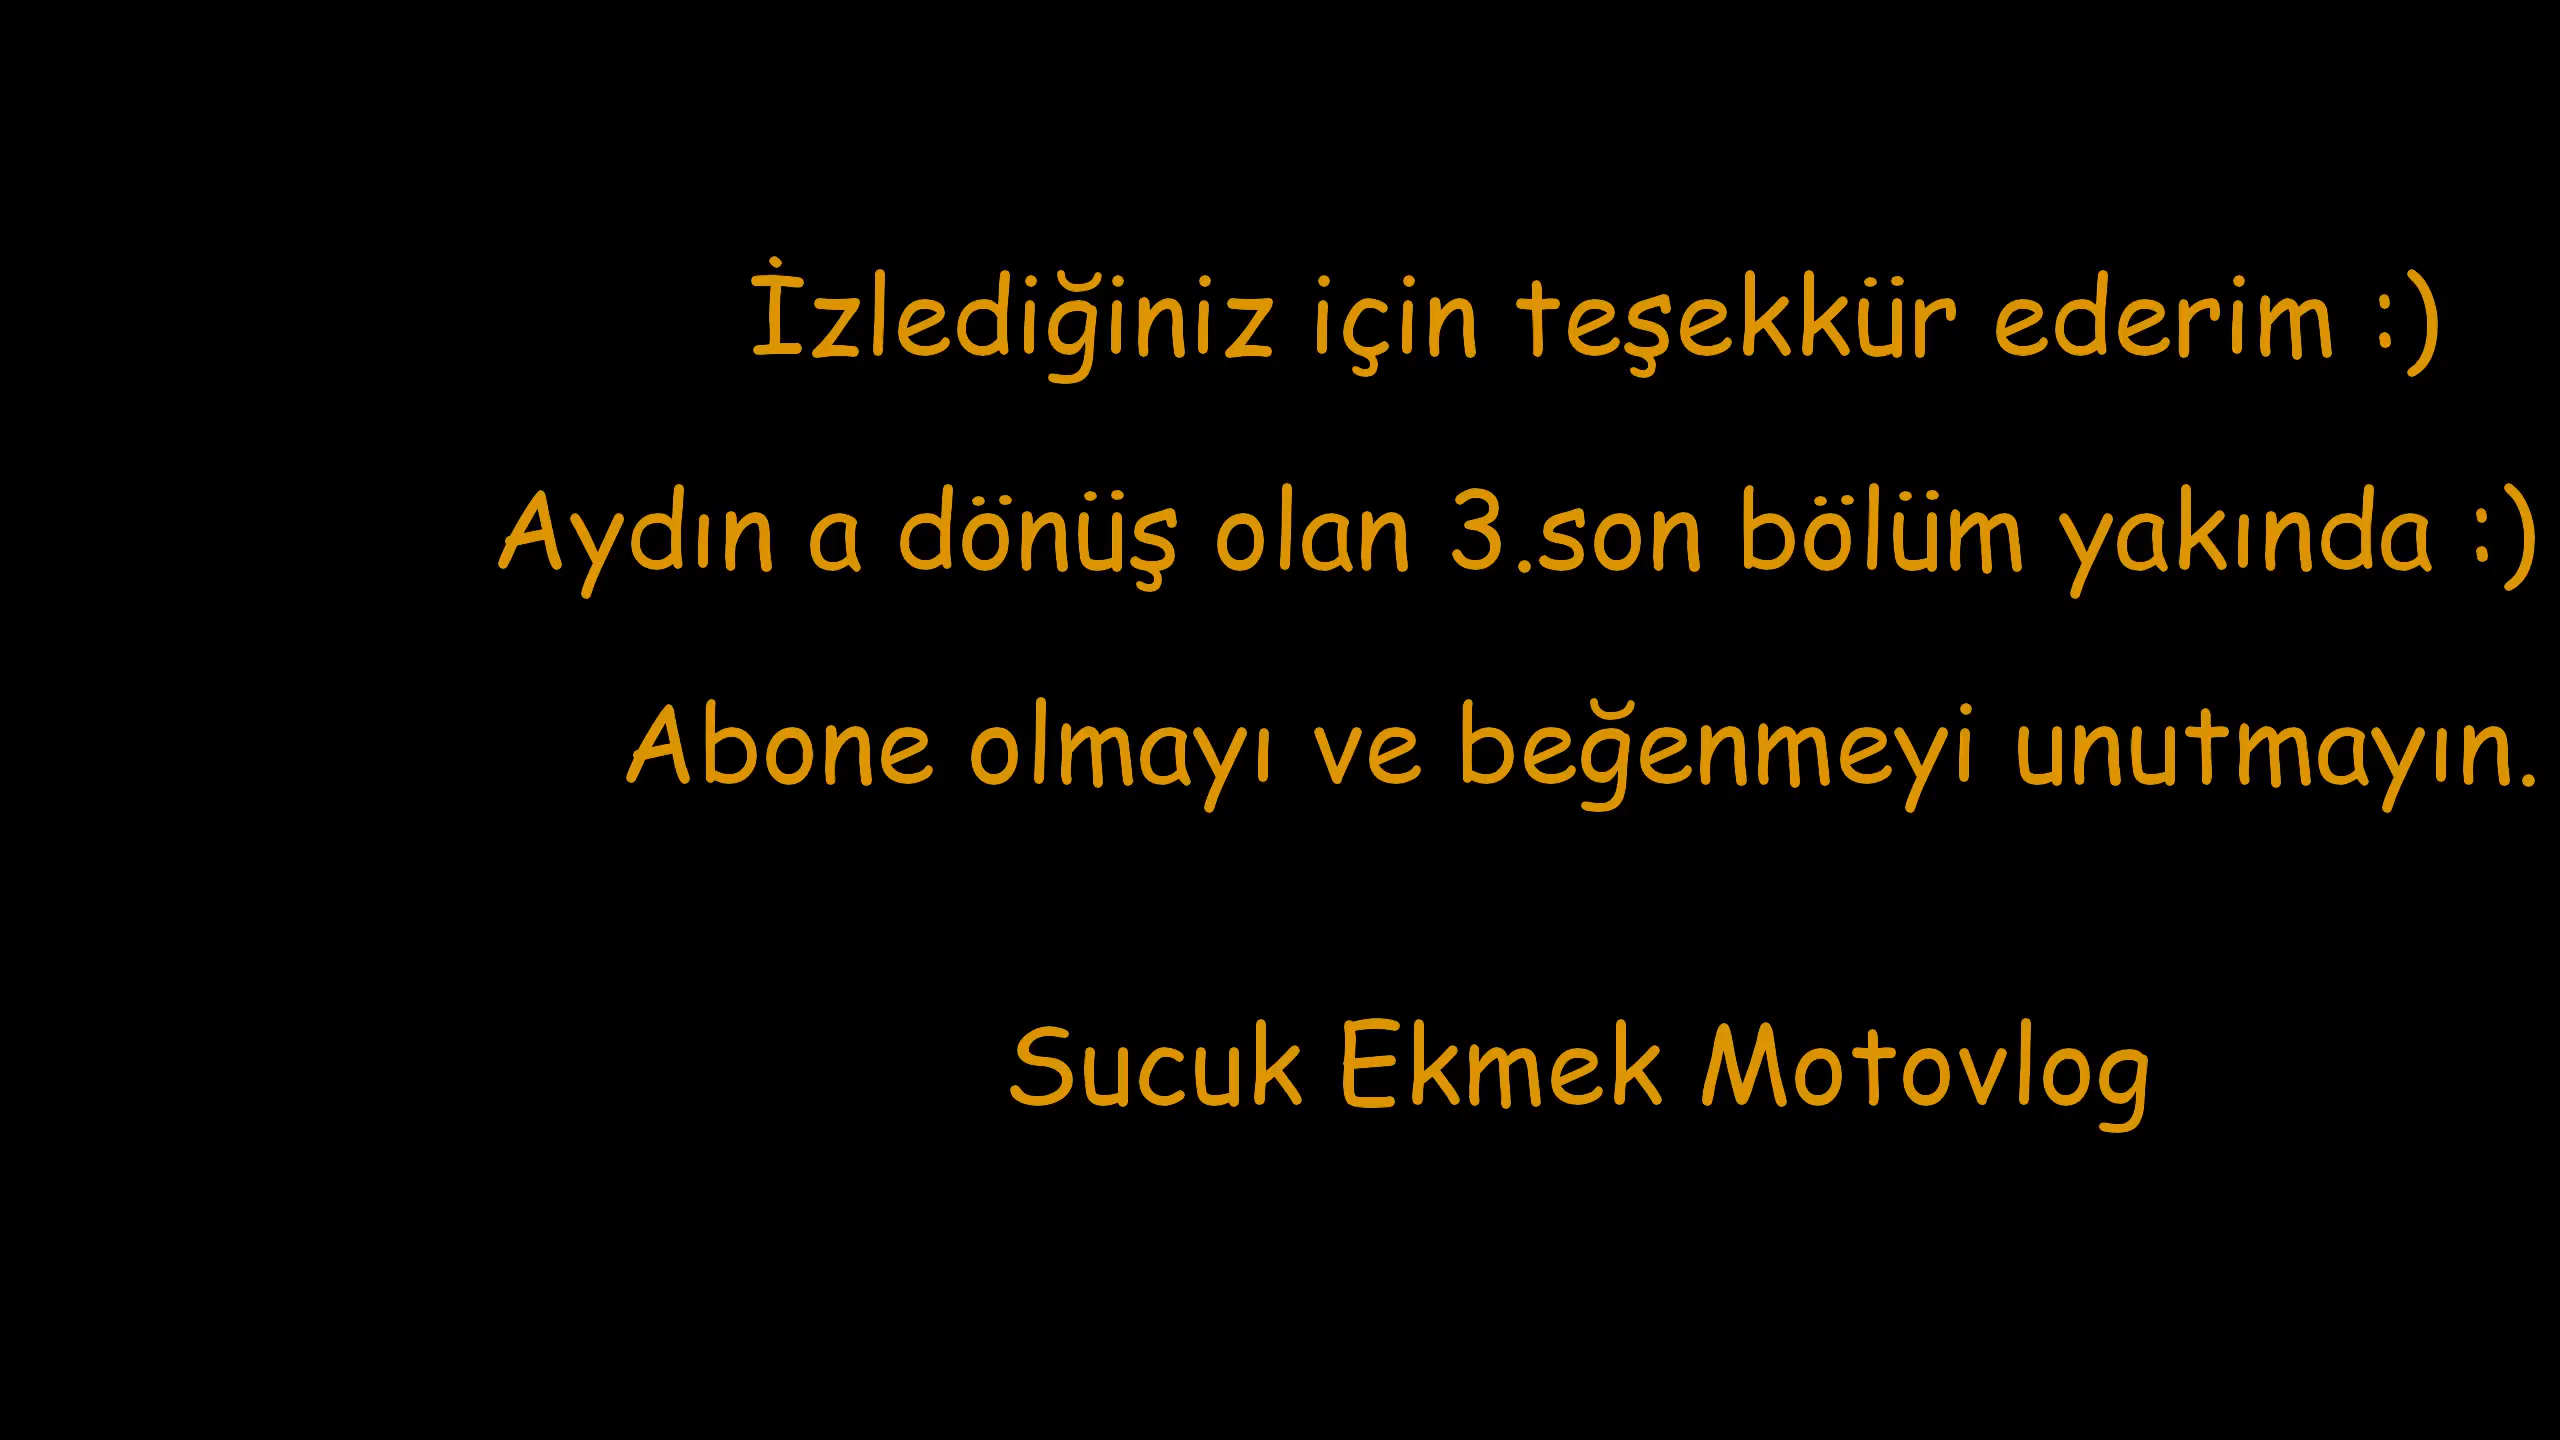 İzlediğiniz için teşekkür ederim :)
Aydın a dönüş olan 3.son bölüm yakında :)
Abone olmayı ve beğenmeyi unutmayın.
Sucuk Ekmek Motovlog